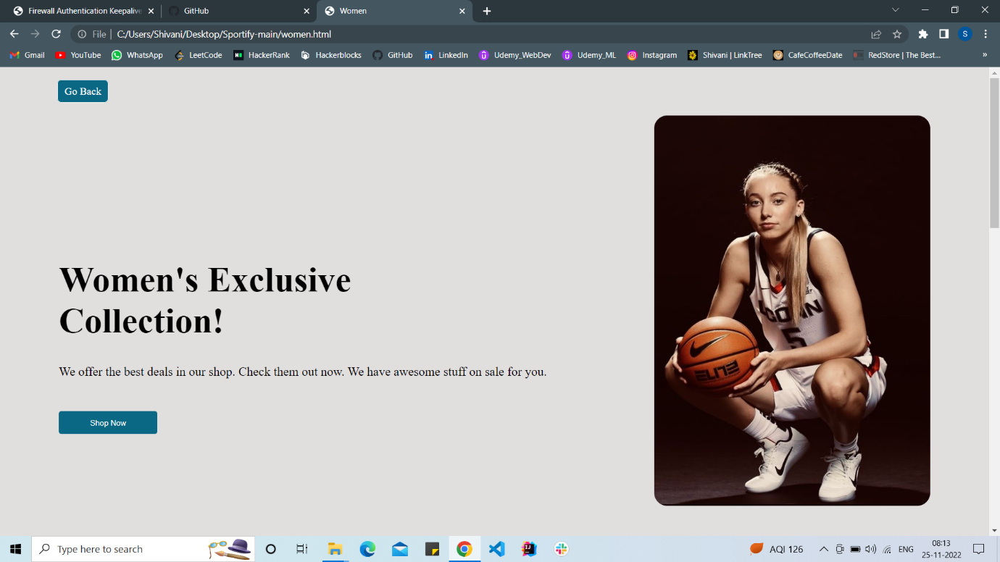 Firewall Authentication Keepalive
GitHub
Women
File | C:/Users/Shivani/Desktop/Sportify-main/women.html
S
Gmail
YouTube
WhatsApp
LeetCode
HackerRank
Hackerblocks
GitHub
LinkedIn
Udemy_WebDev
Udemy_ML
Instagram
Shivani | LinkTree
CafeCoffeeDate
RedStore | The Best...
»
Go Back
Women's Exclusive
Collection!
We offer the best deals in our shop. Check them out now. We have awesome stuff on sale for you.
Shop Now
UCONN
5
ELITE
Type here to search
AQI 126
ENG
08:13
25-11-2022